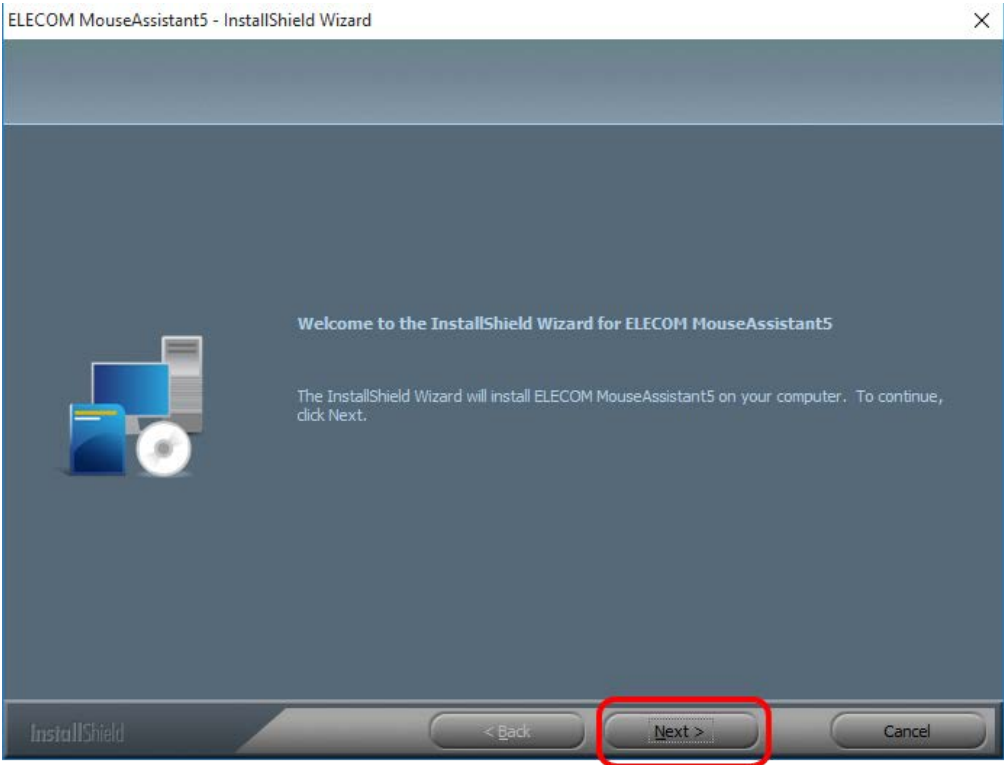 ELECOM MouseAssistant5 - InstallShield Wizard
Welcome to the InstallShield Wizard for ELECOM MouseAssistant5
The InstallShield Wizard will install ELECOM MouseAssistant5 on your computer. To continue,
click Next.
InstallShield
< Back
Next >
Cancel